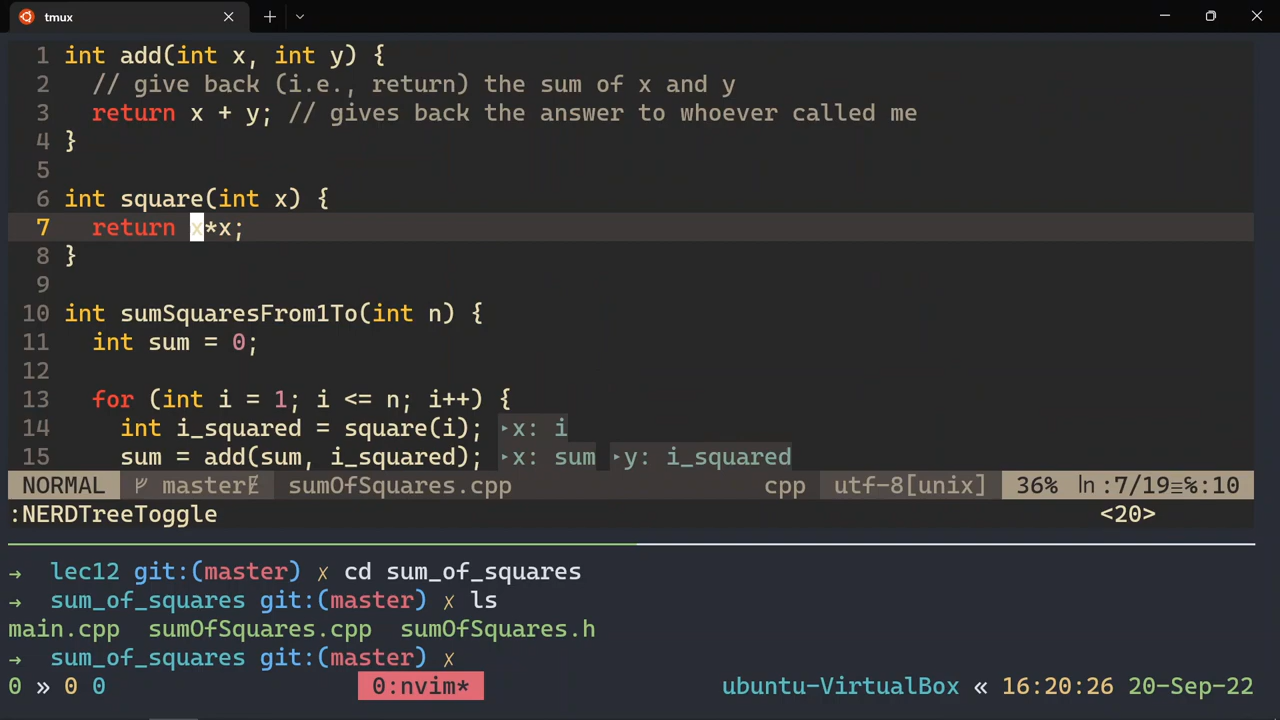 tmux
1 int add(int x, int y) {
2 // give back (i.e., return) the sum of x and y
3 return x + y; // gives back the answer to whoever called me
4 }
5
6 int square(int x) {
7 return x*x;
8 }
9
10 int sumSquaresFrom1To(int n) {
11 int sum = 0;
12
13 for (int i = 1; i <= n; i++) {
14 int i_squared = square(i); ‣x: i
15 sum = add(sum, i_squared); ‣x: sum ‣y: i_squared
NORMAL master sumOfSquares.cpp cpp utf-8[unix] 36% ln :7/19≡℅:10
:NERDTreeToggle <20>
→ lec12 git:(master) ✗ cd sum_of_squares
→ sum_of_squares git:(master) ✗ ls
main.cpp sumOfSquares.cpp sumOfSquares.h
→ sum_of_squares git:(master) ✗
0 » 0 0 0:nvim* ubuntu-VirtualBox « 16:20:26 20-Sep-22